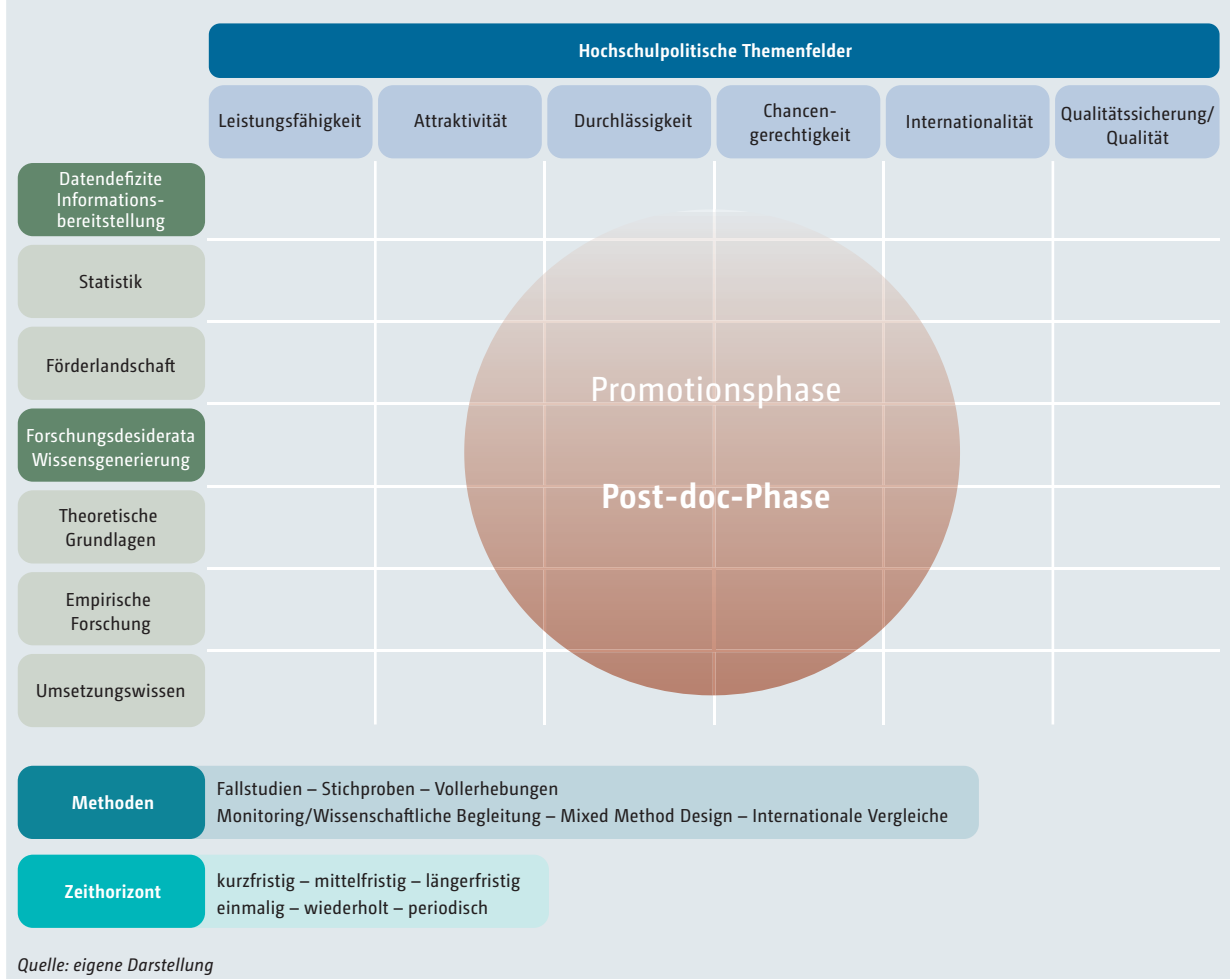 Hochschulpolitische Themenfelder
Leistungsfähigkeit
Attraktivität
Durchlässigkeit
Chancen-
gerechtigkeit
Internationalität
Qualitätssicherung/
Qualität
Datendefizite
Informations-
bereitstellung
Statistik
Förderlandschaft
Forschungsdesiderata
Wissensgenerierung
Theoretische
Grundlagen
Empirische
Forschung
Umsetzungswissen
Promotionsphase
Post-doc-Phase
Methoden
Fallstudien – Stichproben – Vollerhebungen
Monitoring/Wissenschaftliche Begleitung – Mixed Method Design – Internationale Vergleiche
Zeithorizont
kurzfristig – mittelfristig – längerfristig
einmalig – wiederholt – periodisch
Quelle: eigene Darstellung